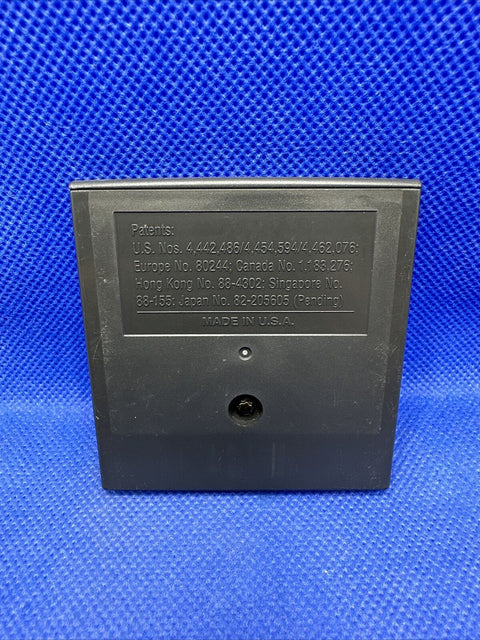 Patents:
U.S. Nos. 4,442,486/4,454,594/4,462,076;
Europe No. 80244; Canada No. 1,183,276;
Hong Kong No. 88-4302; Singapore No.
88-155; Japan No. 82-205605 (Pending)
MADE IN U.S.A.